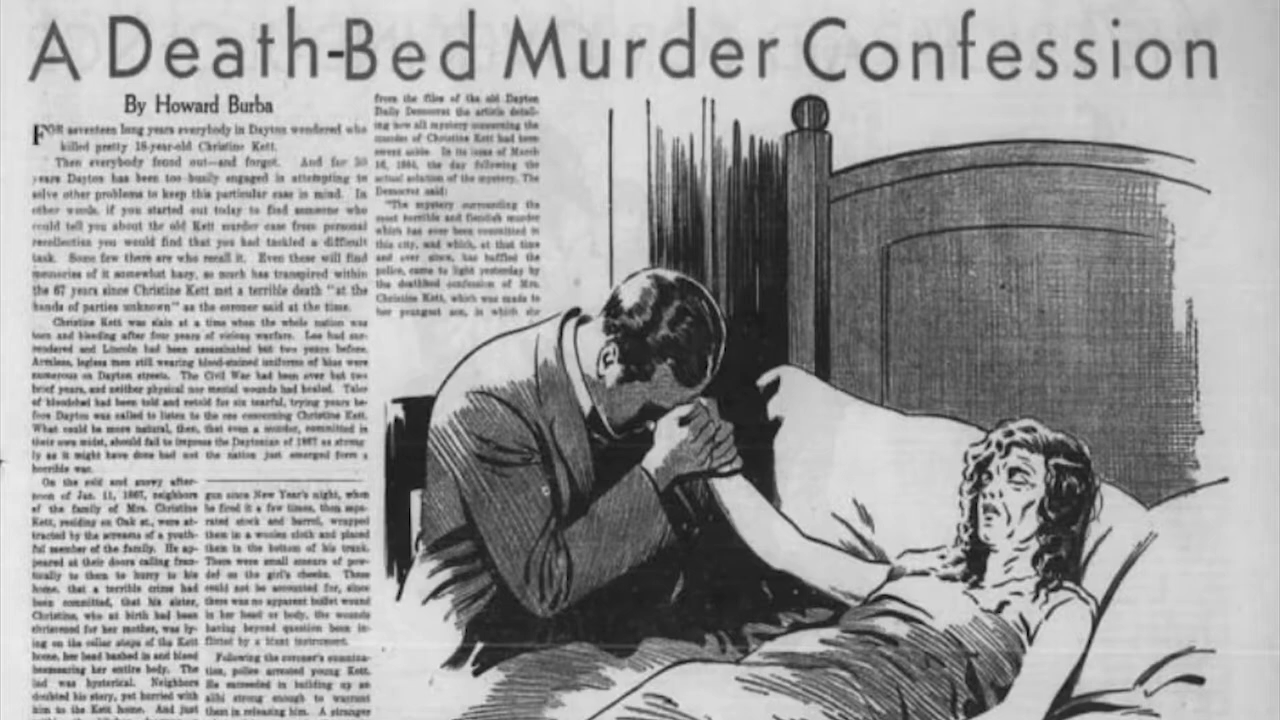 A Death-Bed Murder Confession
By Howard Burba
FOR seventeen long years everybody in Dayton wondered who
killed pretty 18-year-old Christine Kett.
Then everybody found out—and forgot. And for 50
years Dayton has been too busily engaged in attempting to
solve other problems to keep this particular case in mind. In
other words, if you started out today to find someone who
could tell you about the old Kett murder case from personal
recollection you would find that you had tackled a difficult
task. Some few there are who recall it. Even these will find
memories of it somewhat hazy, so much has transpired within
the 67 years since Christine Kett met a terrible death "at the
hands of parties unknown" as the coroner said at the time.
Christine Kett was slain at a time when the whole nation was
torn and bleeding after four years of vicious warfare. Lee had sur-
rendered and Lincoln had been assassinated but two years before.
Armless, legless men still wearing blood-stained uniforms of blue were
numerous on Dayton streets. The Civil War had been over but two
brief years, and neither physical nor mental wounds had healed. Tales
of bloodshed had been told and retold for six tearful, trying years be-
fore Dayton was called to listen to the one concerning Christine Kett.
What could be more natural, then, that even a murder, committed in
their own midst, should fail to impress the Daytonian of 1867 as strong-
ly as it might have done had not the nation just emerged form a
horrible war.
On the cold and snowy after-
noon of Jan. 11, 1867, neighbors
of the family of Mrs. Christine
Kett, residing on Oak st., were at-
tracted by the screams of a youth-
ful member of the family. He ap-
peared at their doors calling fran-
tically to them to hurry to his
home, that a terrible crime had
been committed, that his sister,
Christine, who at birth had been
christened for her mother, was ly-
ing on the cellar steps of the Kett
home, her head bashed in and blood
besmearing her entire body. The
lad was hysterical. Neighbors
doubted his story, yet hurried with
him to the Kett home. And just
gun since New Year's night, when
he fired it a few times, then sepa-
rated stock and barrel, wrapped
them in a woolen cloth and placed
them in the bottom of his trunk.
There were small smears of pow-
der on the girl's cheeks. These
could not be accounted for, since
there was no apparent bullet wound
in her head or body, the wounds
having beyond question been in-
flicted by a blunt instrument.
Following the coroner's examina-
tion, police arrested young Kett.
He succeeded in building up an
alibi strong enough to warrant
them in releasing him. A stranger
from the files of the old Dayton
Daily Democrat the article detail-
ing how all mystery concerning the
murder of Christine Kett had been
swept aside. In its issue of March
16, 1884, the day following the
actual solution of the mystery, The
Democrat said:
"The mystery surrounding the
most terrible and fiendish murder
which has ever been committed in
this city, and which, at that time
and ever since, has baffled the
police, came to light yesterday by
the deathbed confession of Mrs.
Christine Kett, which was made to
her youngest son, in which she